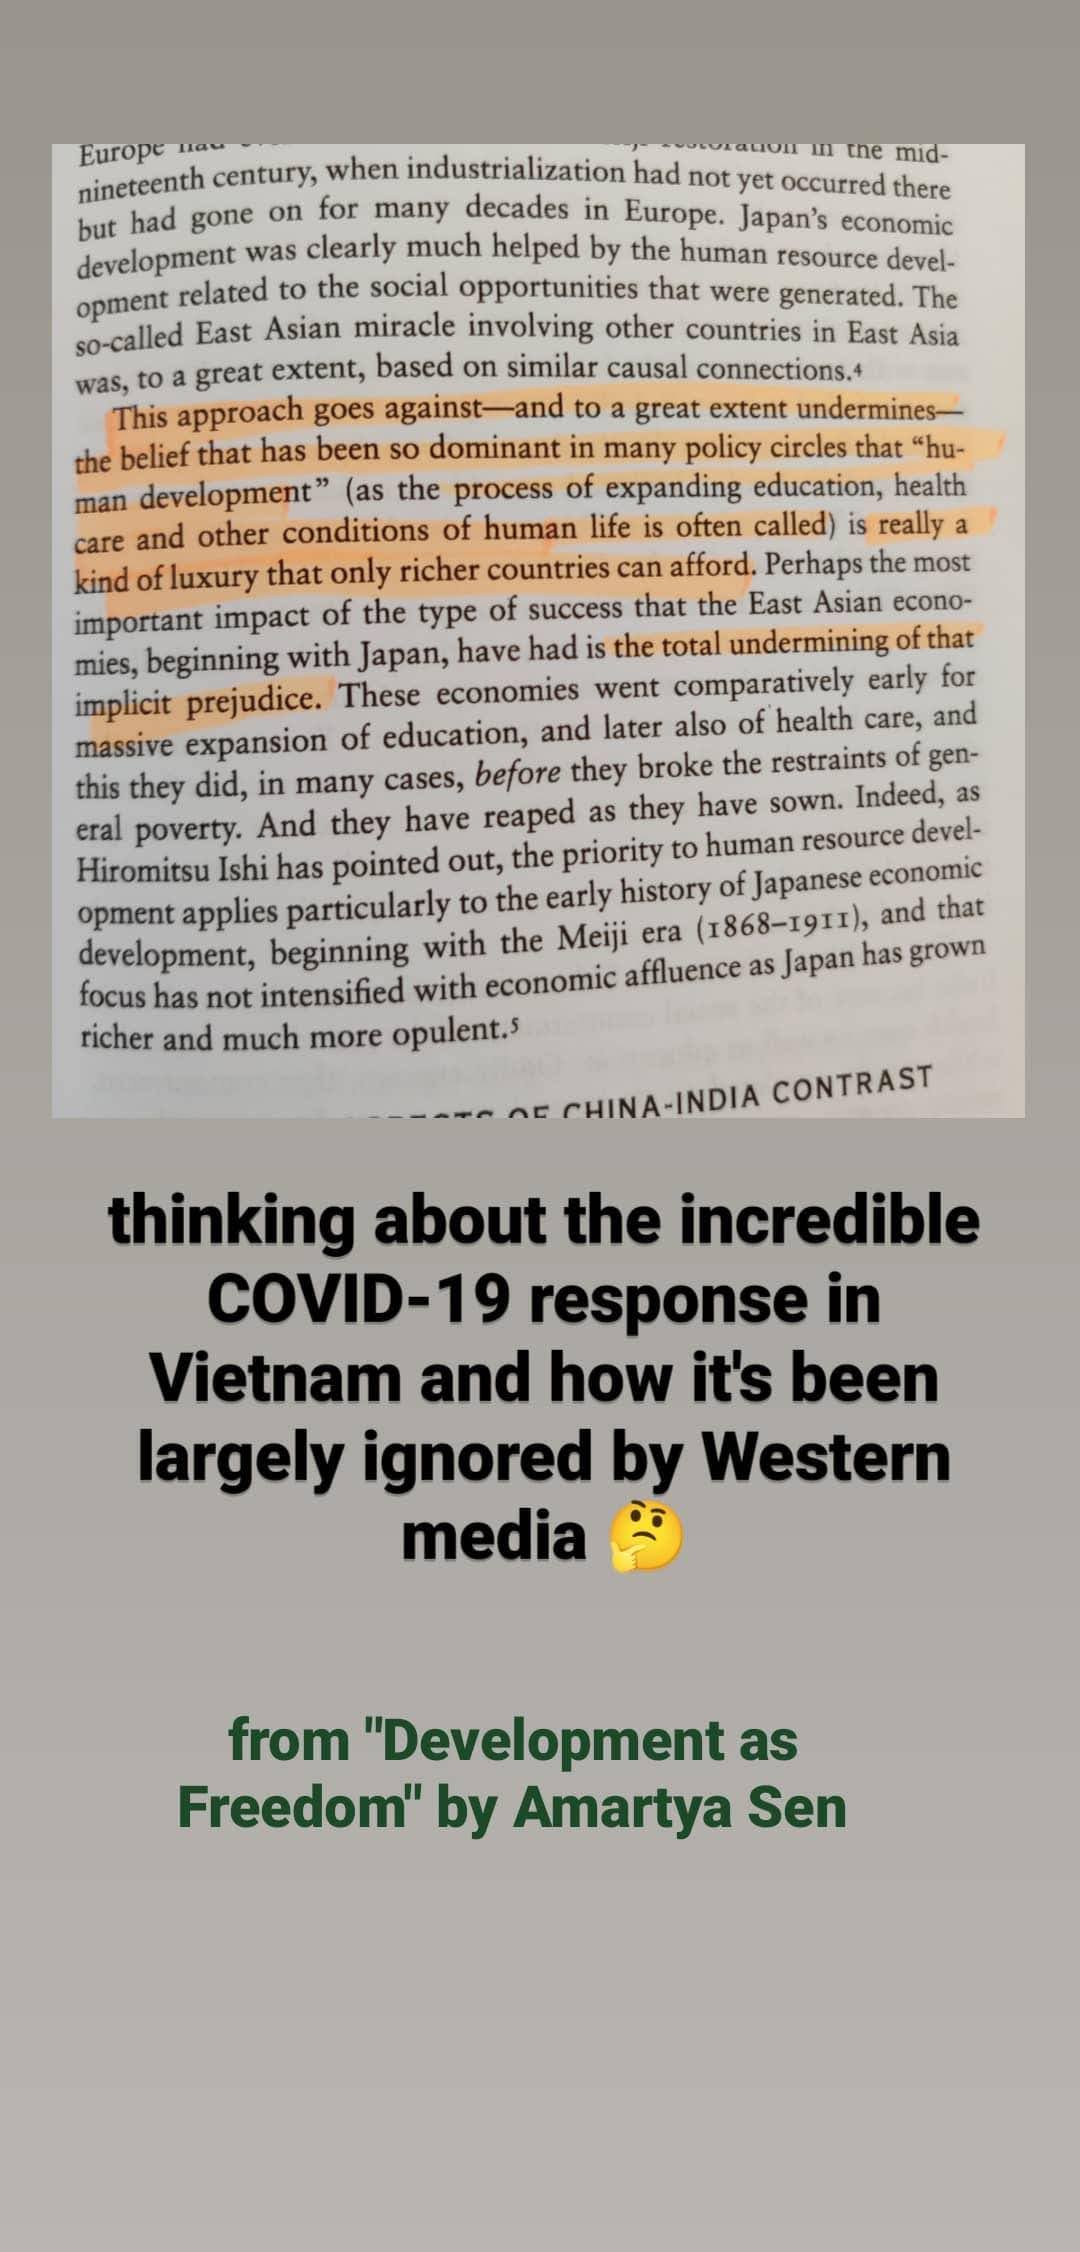 Europe had
restoration in the mid-
nineteenth century, when industrialization had not yet occurred there
but had gone on for many decades in Europe. Japan's economic
development was clearly much helped by the human resource devel-
opment related to the social opportunities that were generated. The
so-called East Asian miracle involving other countries in East Asia
was, to a great extent, based on similar causal connections.⁴
This approach goes against—and to a great extent undermines—
the belief that has been so dominant in many policy circles that “hu-
man development” (as the process of expanding education, health
care and other conditions of human life is often called) is really a
kind of luxury that only richer countries can afford. Perhaps the most
important impact of the type of success that the East Asian econo-
mies, beginning with Japan, have had is the total undermining of that
implicit prejudice. These economies went comparatively early for
massive expansion of education, and later also of health care, and
this they did, in many cases, before they broke the restraints of gen-
eral poverty. And they have reaped as they have sown. Indeed, as
Hiromitsu Ishi has pointed out, the priority to human resource devel-
opment applies particularly to the early history of Japanese economic
development, beginning with the Meiji era (1868–1911), and that
focus has not intensified with economic affluence as Japan has grown
richer and much more opulent.⁵
OF CHINA-INDIA CONTRAST
thinking about the incredible
COVID-19 response in
Vietnam and how it's been
largely ignored by Western
media 🤔
from "Development as
Freedom" by Amartya Sen